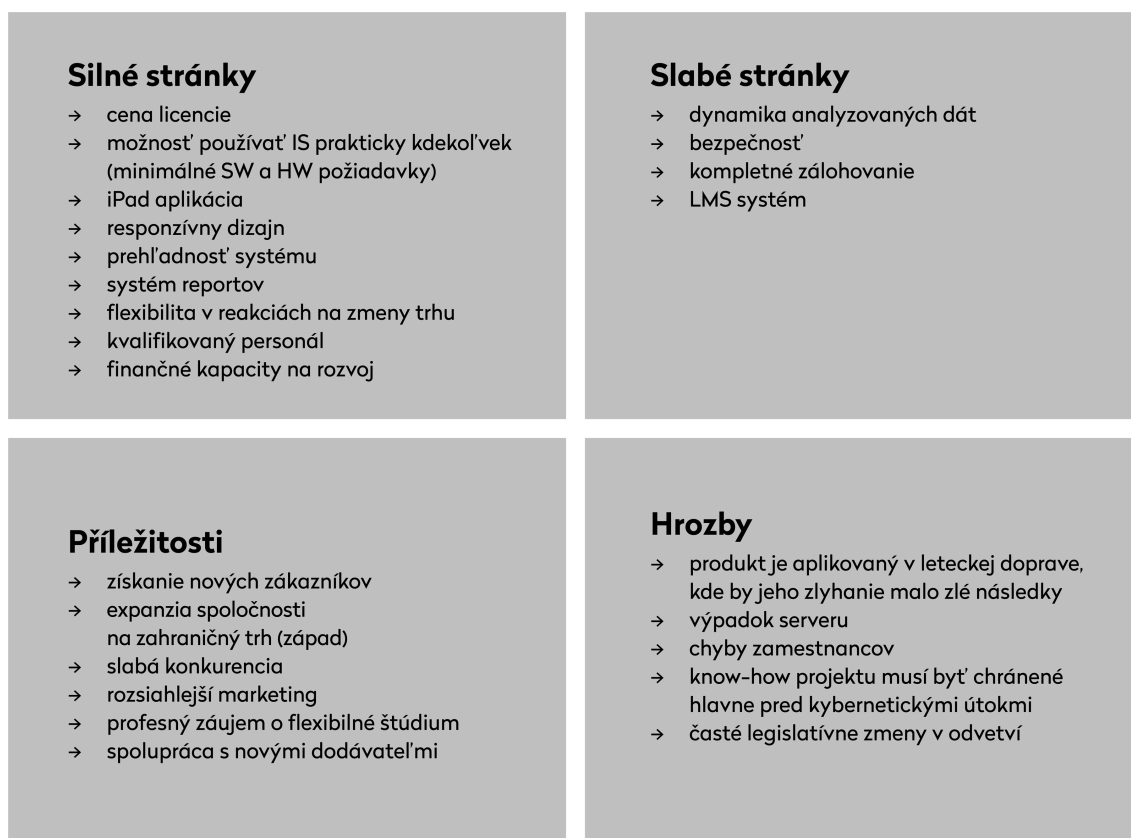 Silné stránky
→ cena licencie
→ možnosť používať IS prakticky kdekoľvek
(minimálné SW a HW požiadavky)
→ iPad aplikácia
→ responzívny dizajn
→ prehľadnosť systému
→ systém reportov
→ flexibilita v reakciách na zmeny trhu
→ kvalifikovaný personál
→ finančné kapacity na rozvoj
Slabé stránky
→ dynamika analyzovaných dát
→ bezpečnosť
→ kompletné zálohovanie
→ LMS systém
Příležitosti
→ získanie nových zákazníkov
→ expanzia spoločnosti
na zahraničný trh (západ)
→ slabá konkurencia
→ rozsiahlejší marketing
→ profesný záujem o flexibilné štúdium
→ spolupráca s novými dodávateľmi
Hrozby
→ produkt je aplikovaný v leteckej doprave,
kde by jeho zlyhanie malo zlé následky
→ výpadok serveru
→ chyby zamestnancov
→ know-how projektu musí byť chránené
hlavne pred kybernetickými útokmi
→ časté legislatívne zmeny v odvetví